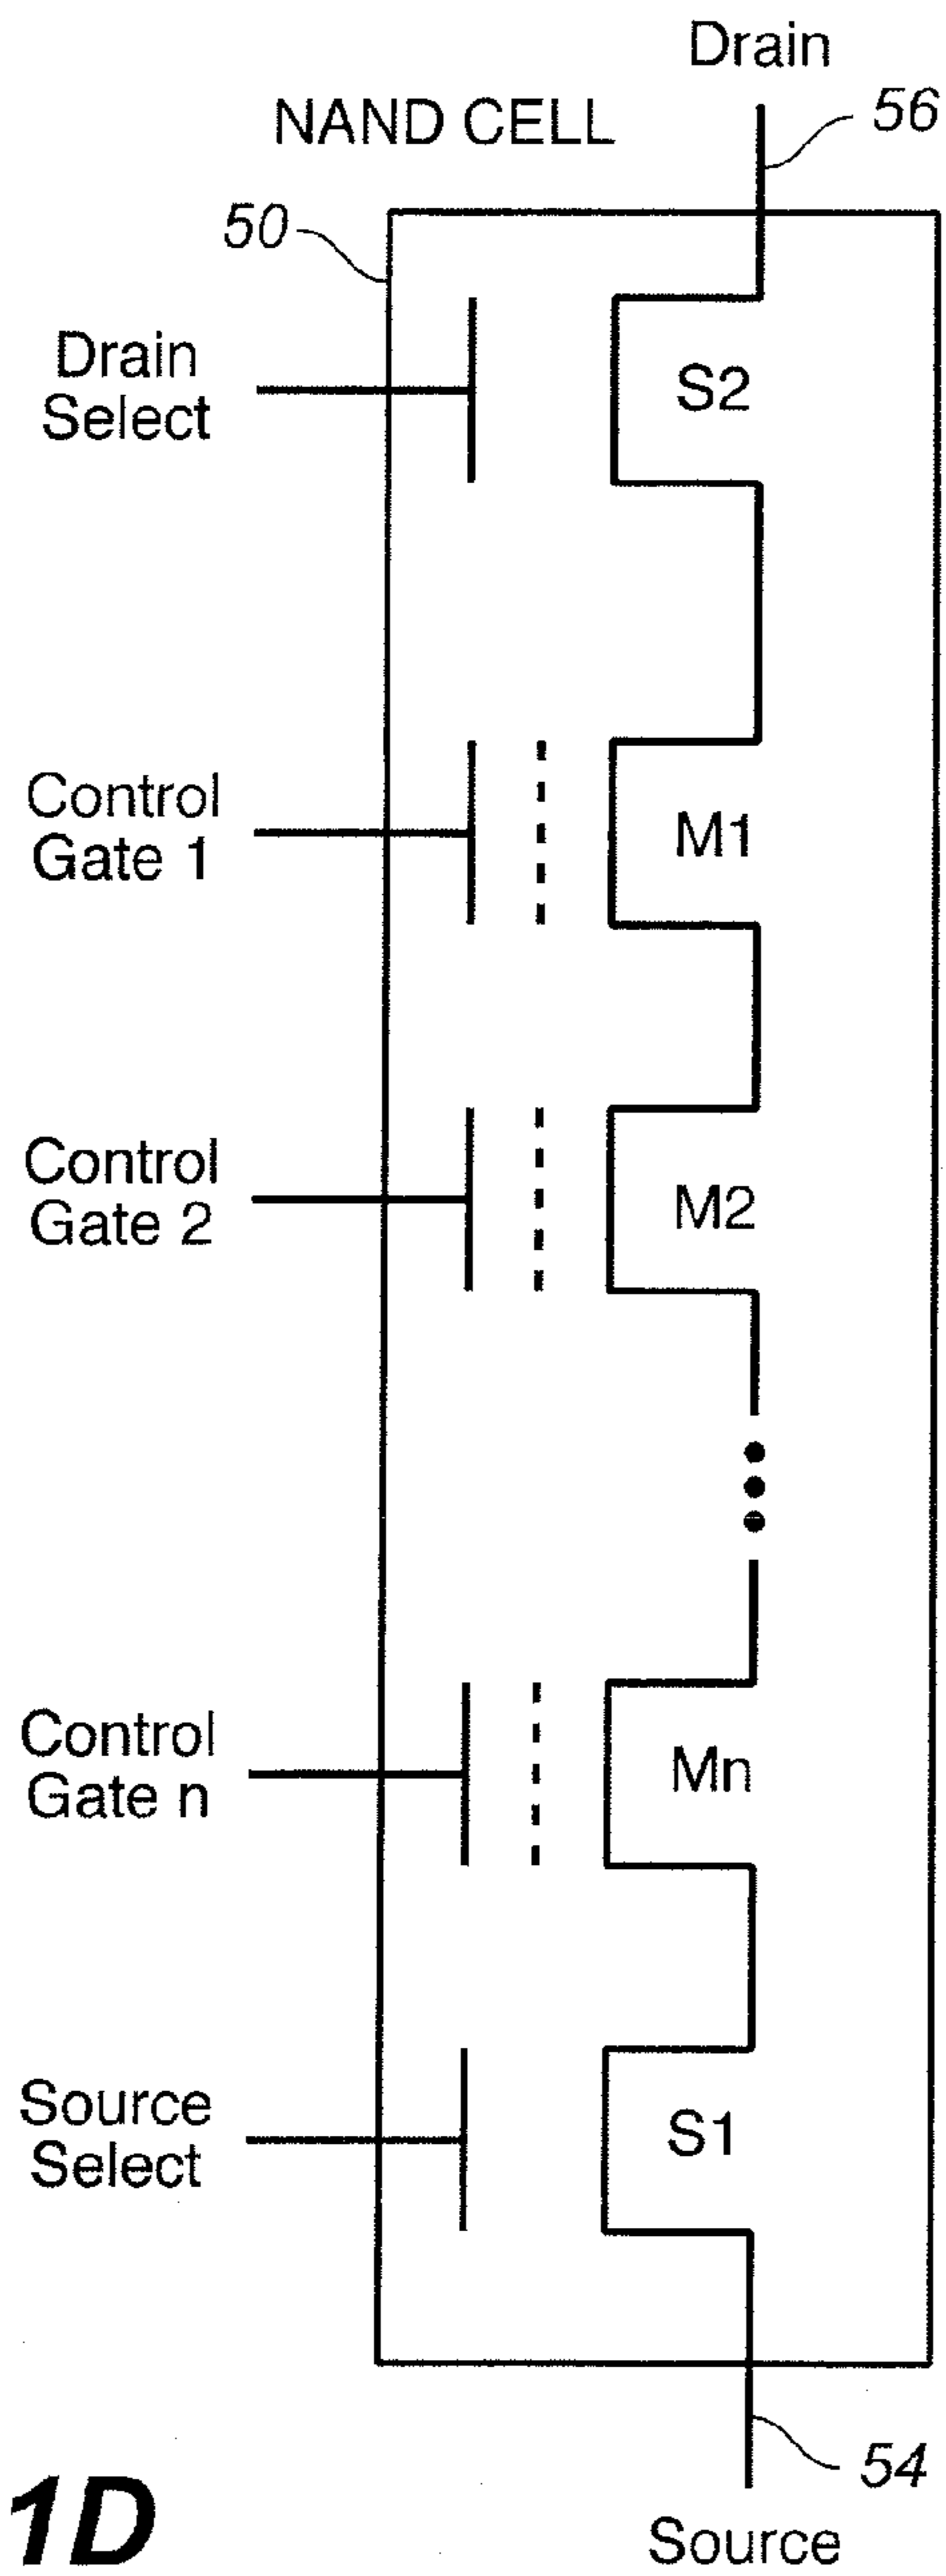 Drain
56
NAND CELL
50
Drain
Select
S2
Control
Gate 1
M1
Control
Gate 2
M2
Control
Gate n
Mn
Source
Select
S1
54
Source
1D